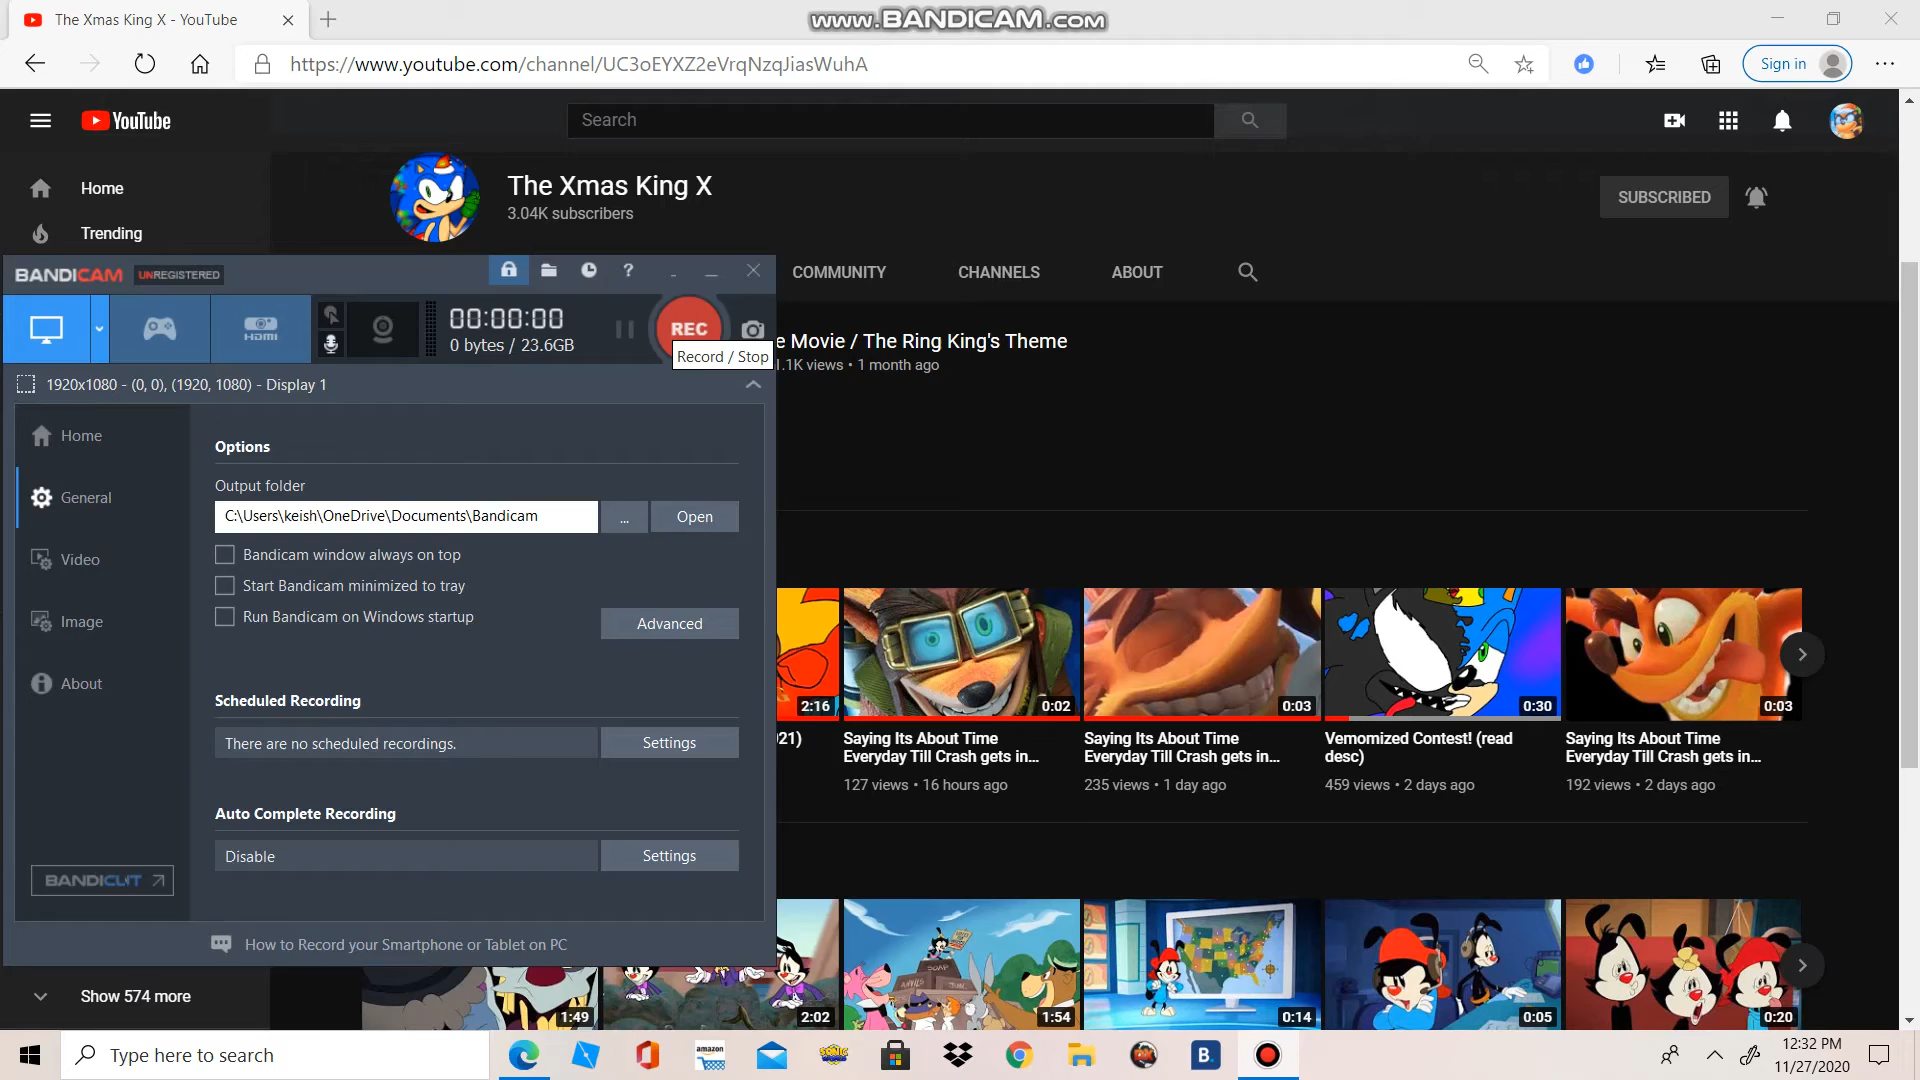 The Xmas King X - YouTube
www.BANDICAM.com
https://www.youtube.com/channel/UC3oEYXZ2eVrqNzqJiasWuhA
Sign in
YouTube
Search
Home
Trending
The Xmas King X
3.04K subscribers
SUBSCRIBED
COMMUNITY
CHANNELS
ABOUT
BANDICAM
UNREGISTERED
?
HDMI
00:00:00
0 bytes / 23.6GB
REC
Record / Stop
1920x1080 - (0, 0), (1920, 1080) - Display 1
Home
General
Video
Image
About
BANDICUT
Options
Output folder
C:\Users\keish\OneDrive\Documents\Bandicam
...
Open
Bandicam window always on top
Start Bandicam minimized to tray
Run Bandicam on Windows startup
Advanced
Scheduled Recording
There are no scheduled recordings.
Settings
Auto Complete Recording
Disable
Settings
How to Record your Smartphone or Tablet on PC
e Movie / The Ring King's Theme
1.1K views • 1 month ago
2:16
0:02
0:03
0:30
0:03
21)
Saying Its About Time
Everyday Till Crash gets in...
127 views • 16 hours ago
Saying Its About Time
Everyday Till Crash gets in...
235 views • 1 day ago
Vemomized Contest! (read
desc)
459 views • 2 days ago
Saying Its About Time
Everyday Till Crash gets in...
192 views • 2 days ago
SOAP
ANVILS
Show 574 more
1:49
2:02
1:54
0:14
0:05
0:20
Type here to search
amazon
SONIC
B.
12:32 PM
11/27/2020